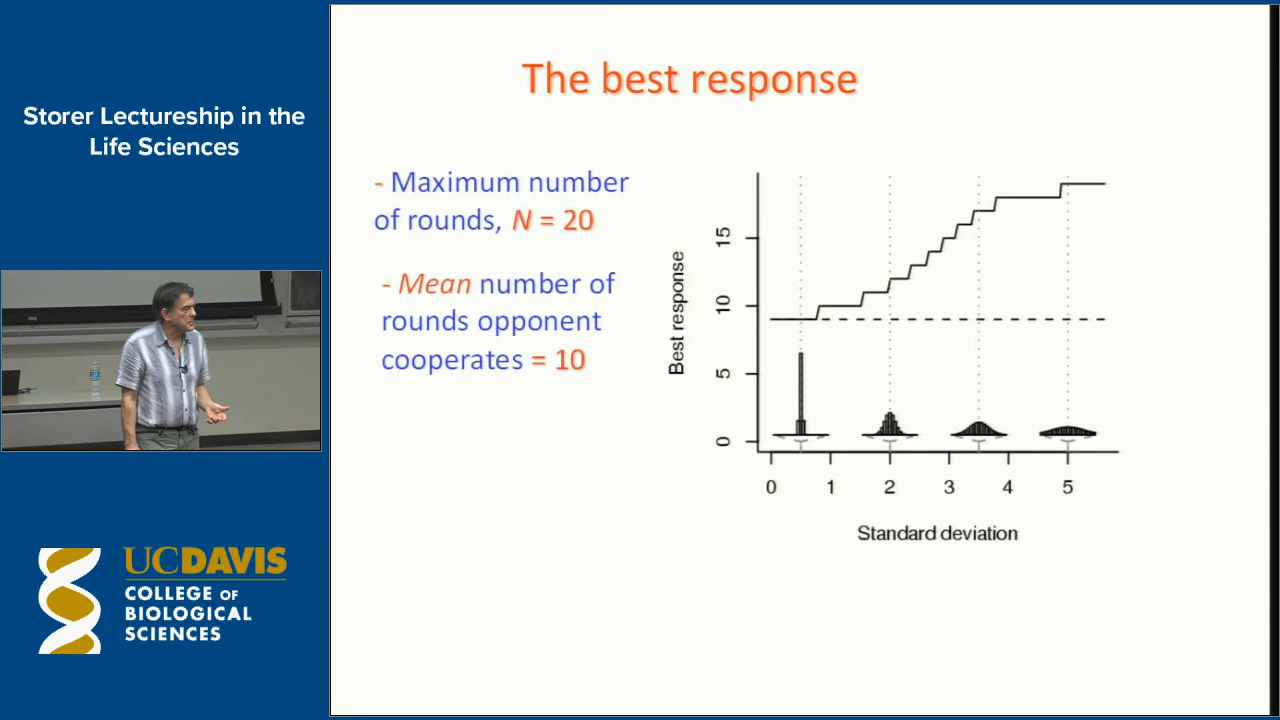 Storer Lectureship in the
Life Sciences
UCDAVIS
COLLEGE OF
BIOLOGICAL
SCIENCES
The best response
- Maximum number
of rounds, N = 20
- Mean number of
rounds opponent
cooperates = 10
Best response
15
10
5
0
0 1 2 3 4 5
Standard deviation